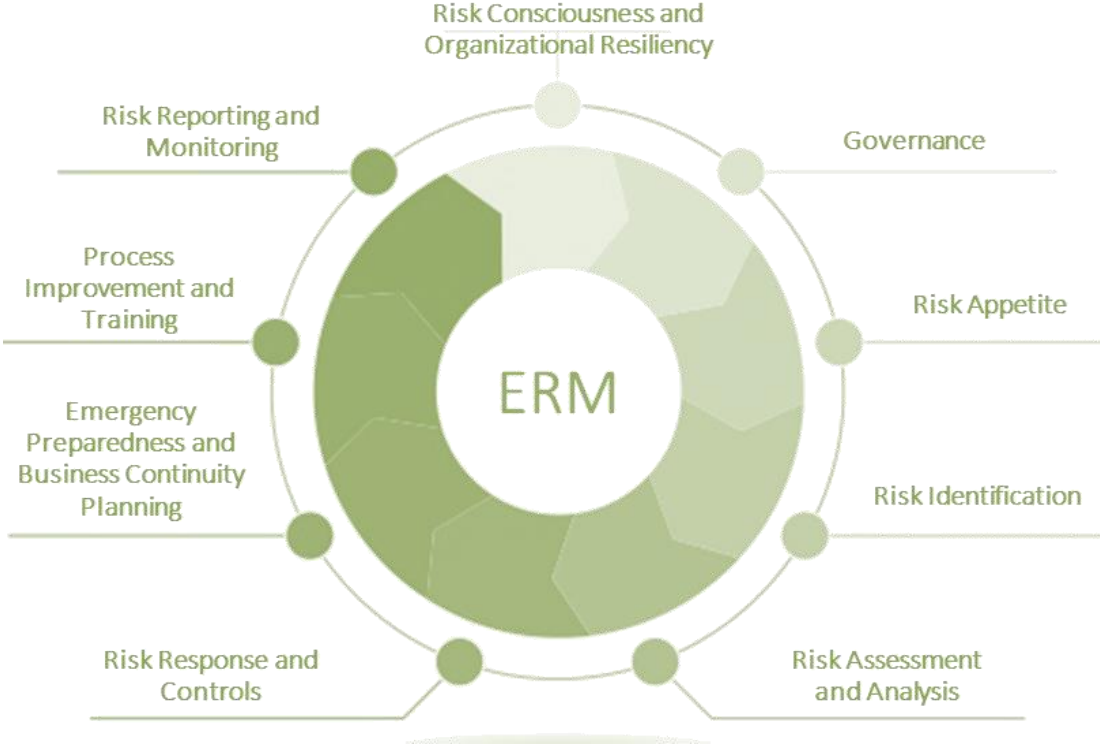 Risk Consciousness and
Organizational Resiliency
Governance
Risk Appetite
Risk Identification
Risk Assessment
and Analysis
Risk Response and
Controls
Emergency
Preparedness and
Business Continuity
Planning
Process
Improvement and
Training
Risk Reporting and
Monitoring
ERM